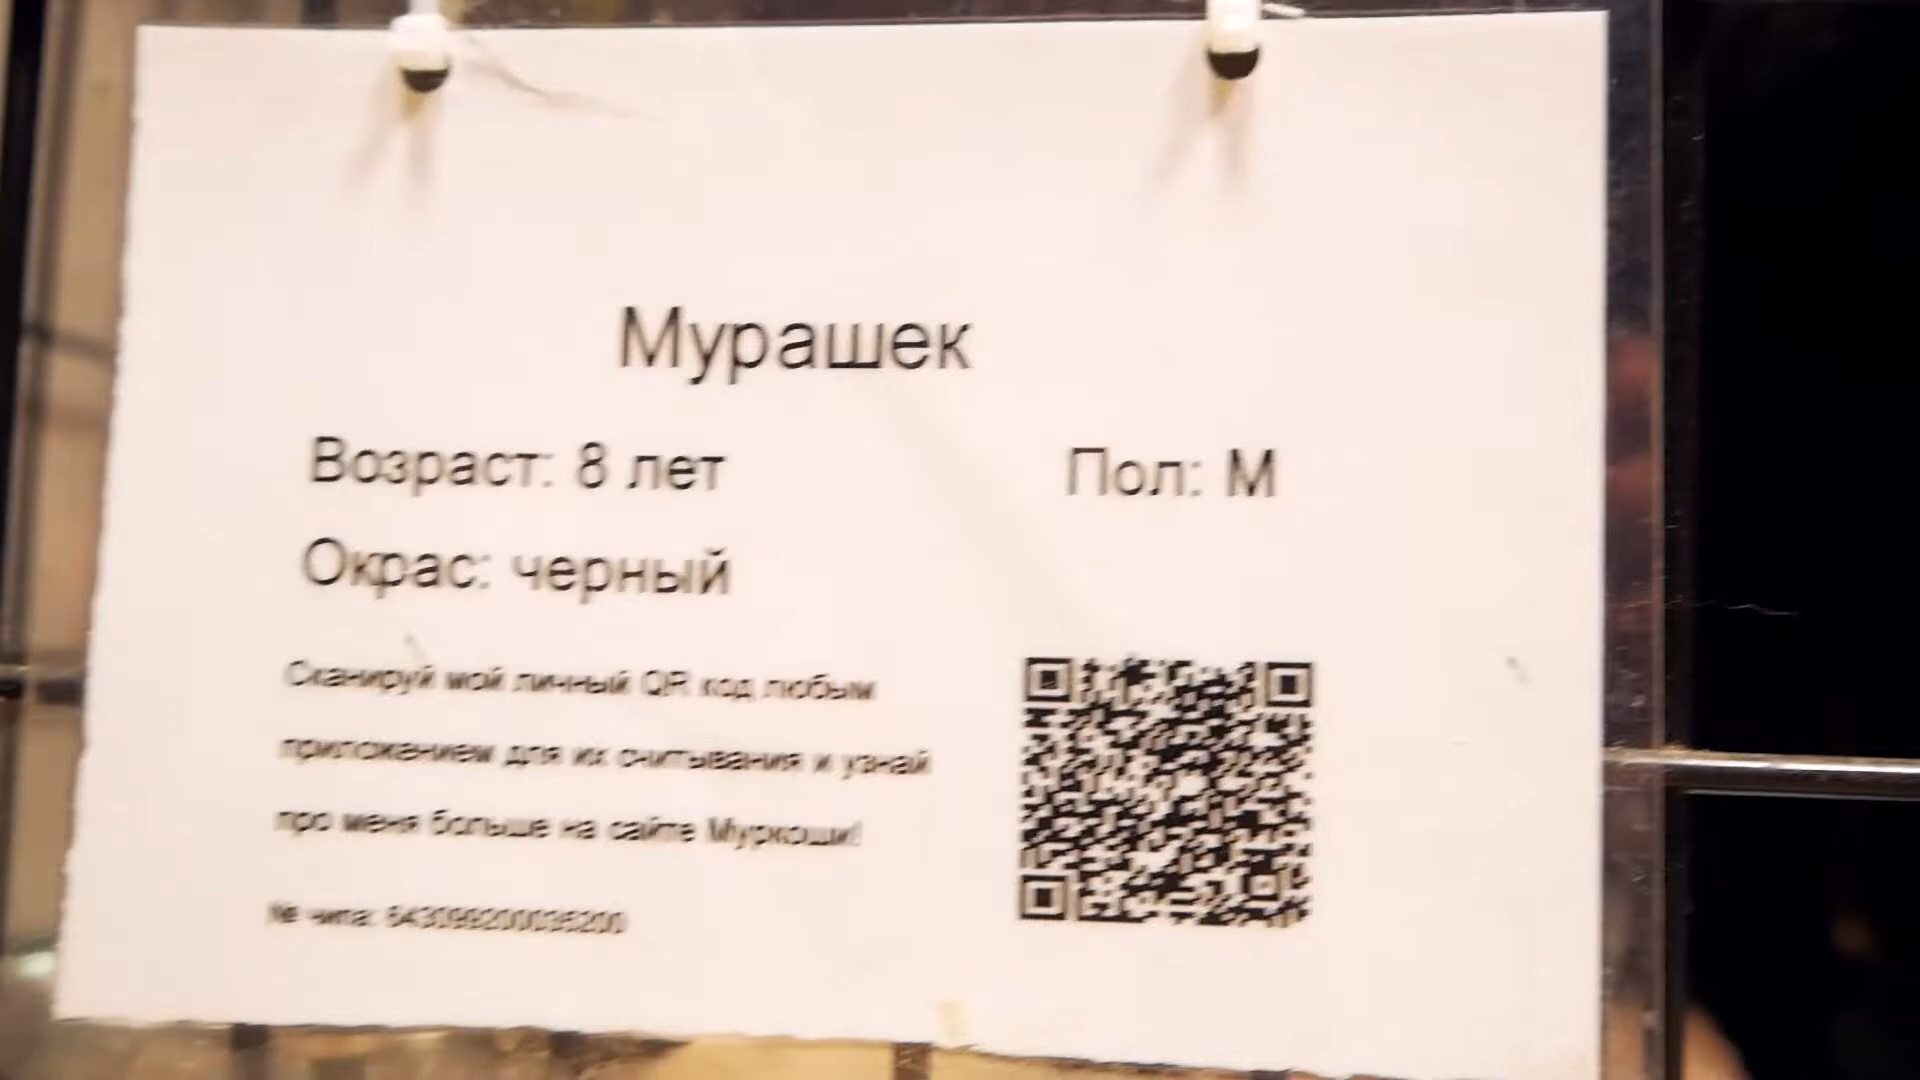 Мурашек
Возраст: 8 лет
Пол: М
Окрас: черный
Сканируй мой личный QR код любым
приложением для их считывания и узнай
про меня больше на сайте Муркоши!
№ чипа: 643099200036200